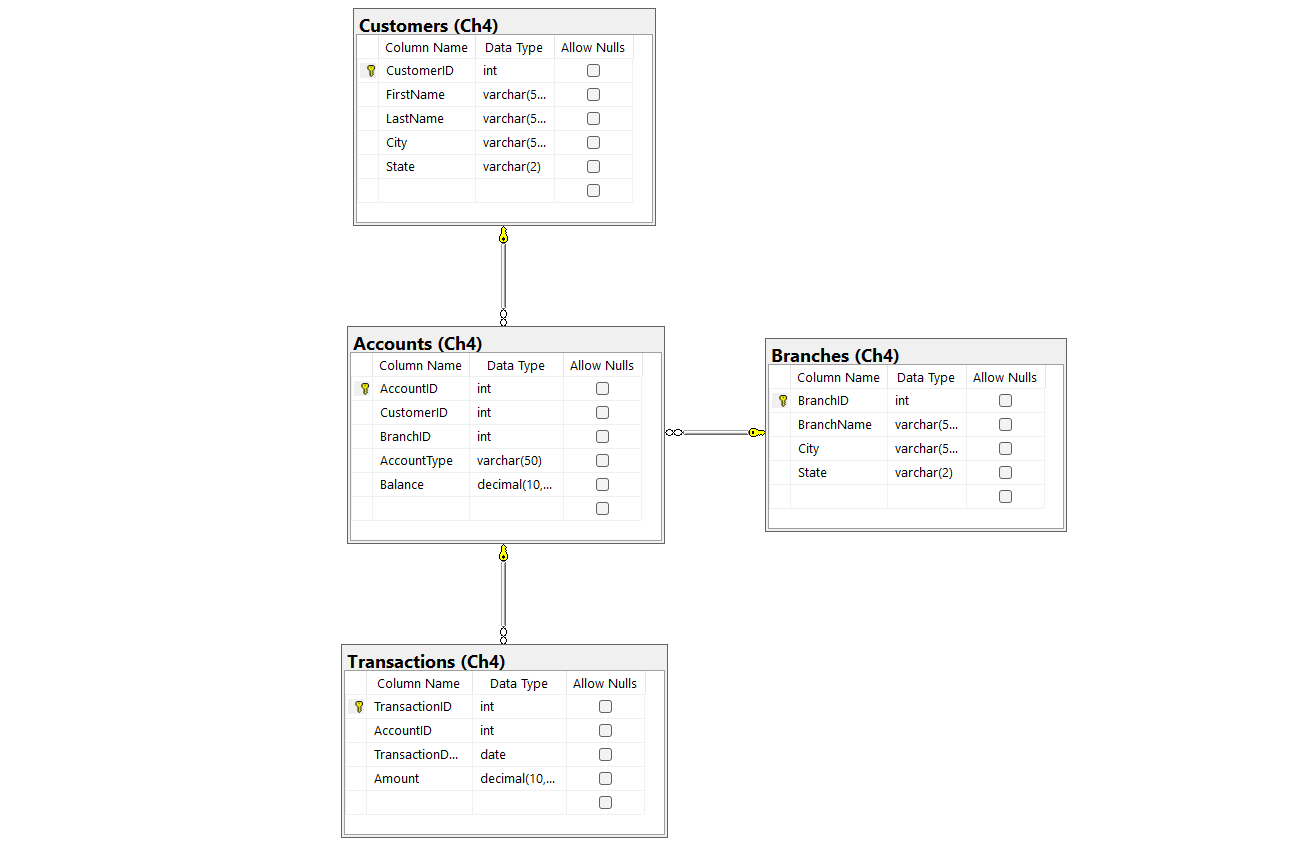 Customers (Ch4)
Column Name Data Type Allow Nulls
CustomerID int
FirstName varchar(5...
LastName varchar(5...
City varchar(5...
State varchar(2)
Accounts (Ch4)
Column Name Data Type Allow Nulls
AccountID int
CustomerID int
BranchID int
AccountType varchar(50)
Balance decimal(10,...
Branches (Ch4)
Column Name Data Type Allow Nulls
BranchID int
BranchName varchar(5...
City varchar(5...
State varchar(2)
Transactions (Ch4)
Column Name Data Type Allow Nulls
TransactionID int
AccountID int
TransactionD... date
Amount decimal(10,...